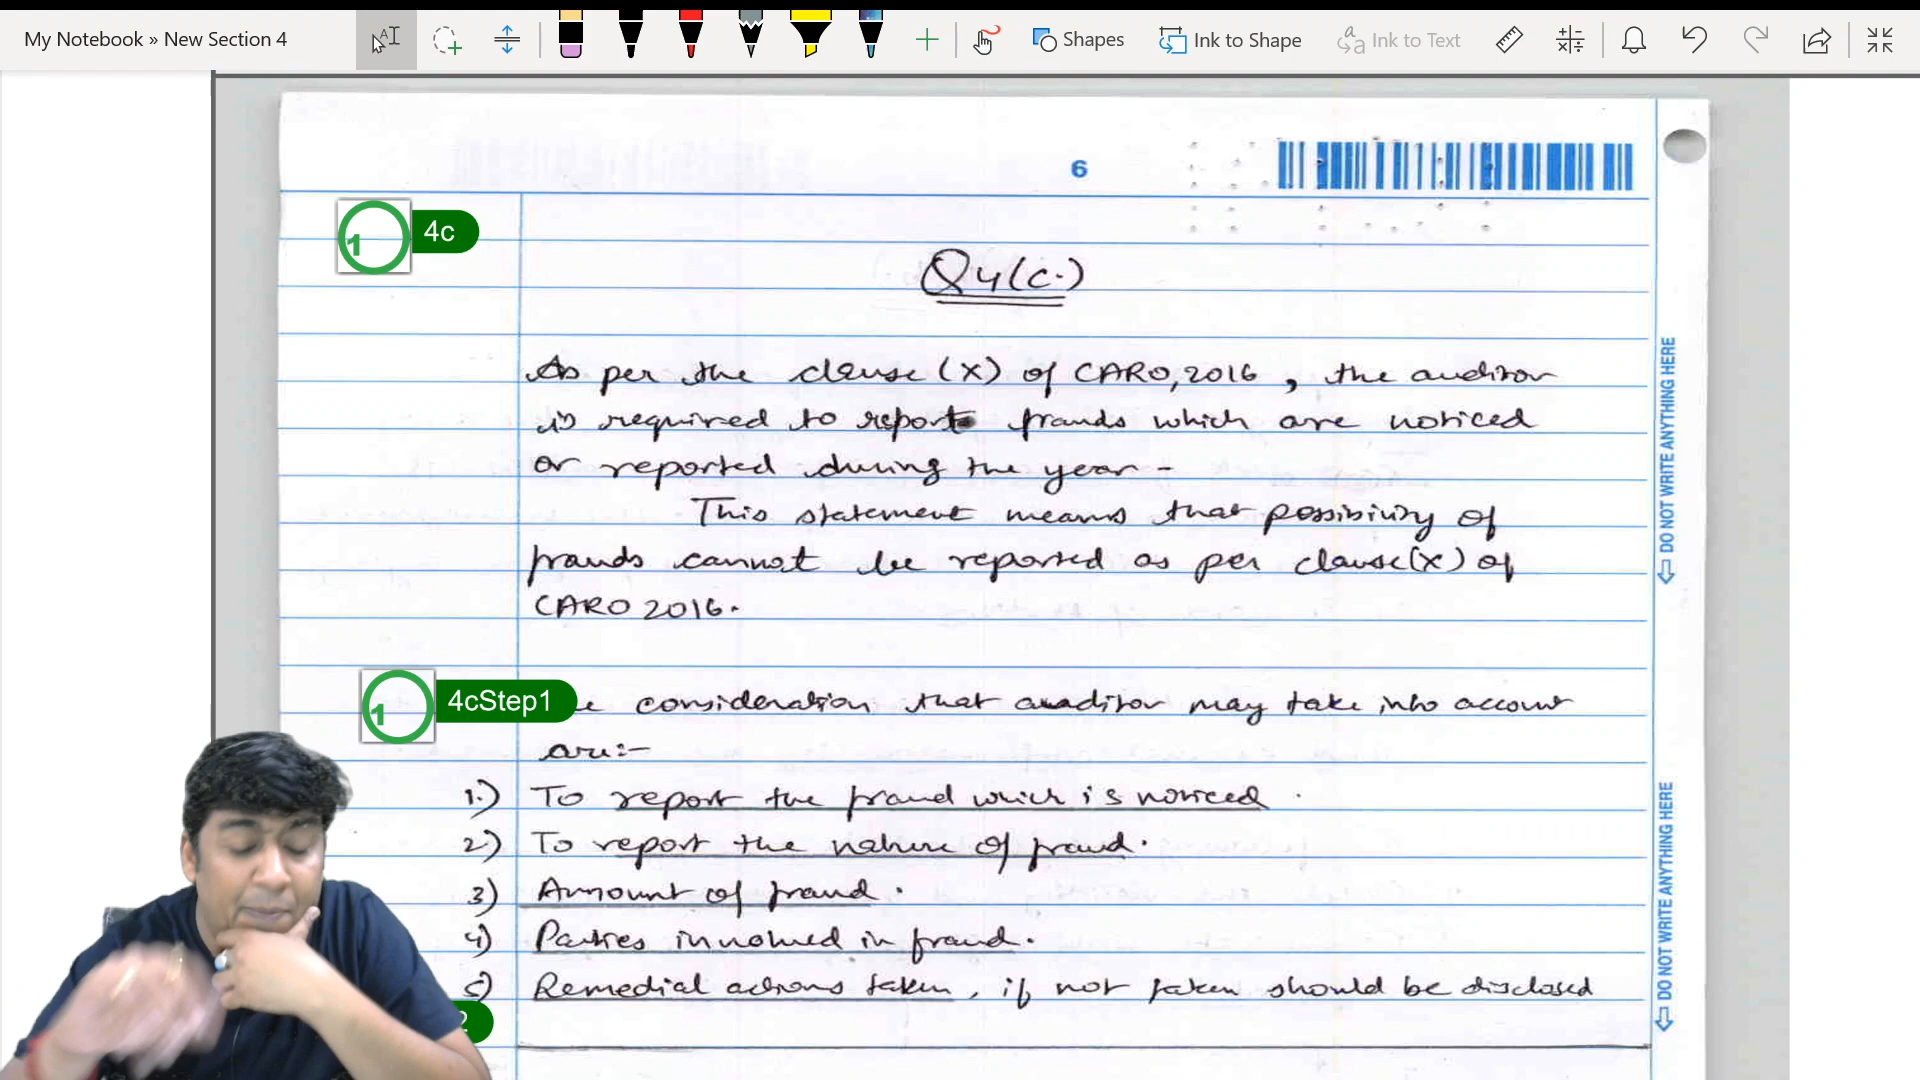 My Notebook » New Section 4
Shapes
Ink to Shape
Ink to Text
6
1
4c
Q4(c.)
As per the clause (x) of CARO, 2016, the auditor
is required to report frauds which are noticed
or reported during the year -
This statement means that possibility of
frauds cannot be reported as per clause(x) of
CARO 2016.
1
4cStep1
consideration that auditor may take into account
are:-
1.) To report the fraud which is noticed.
2.) To report the nature of fraud.
3) Amount of fraud.
4) Parties involved in fraud.
5) Remedial actions taken, if not taken should be disclosed
2
DO NOT WRITE ANYTHING HERE
DO NOT WRITE ANYTHING HERE